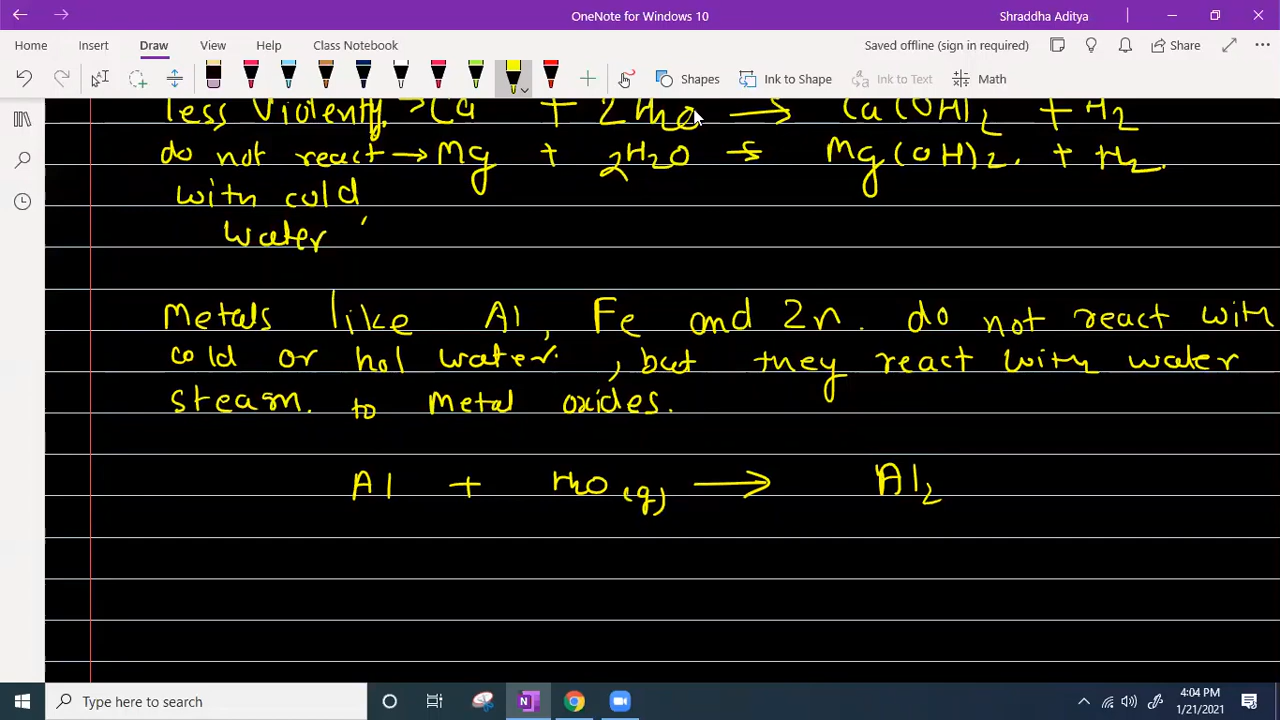 OneNote for Windows 10
Shraddha Aditya
Home Insert Draw View Help Class Notebook
Saved offline (sign in required)
Share
Shapes
Ink to Shape
Ink to Text
Math
less Violently. → Ca + 2H2O → Ca(OH)2 + H2
do not react → Mg + 2H2O → Mg(OH)2. + H2.
with cold
water
Metals like Al, Fe and Zn. do not react with
cold or hot water. , but they react with water
steam. to Metal oxides.
Al + H2O (g) → Al2
Type here to search
4:04 PM
1/21/2021